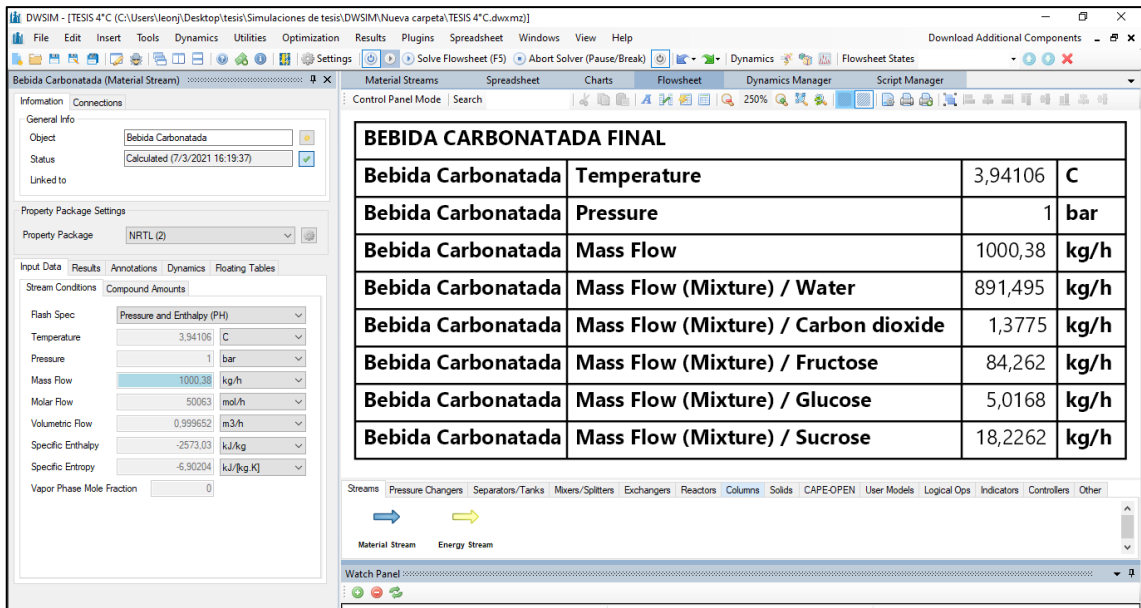 DWSIM - [TESIS 4°C (C:\Users\leonj\Desktop\tesis\Simulaciones de tesis\DWSIM\Nueva carpeta\TESIS 4°C.dwxmz)]
File Edit Insert Tools Dynamics Utilities Optimization Results Plugins Spreadsheet Windows View Help Download Additional Components
Settings Solve Flowsheet (F5) Abort Solver (Pause/Break) Dynamics Flowsheet States
Bebida Carbonatada (Material Stream)
Information Connections
General Info
Object Bebida Carbonatada
Status Calculated (7/3/2021 16:19:37)
Linked to
Property Package Settings
Property Package NRTL (2)
Input Data Results Annotations Dynamics Floating Tables
Stream Conditions Compound Amounts
Flash Spec Pressure and Enthalpy (PH)
Temperature 3,94106 C
Pressure 1 bar
Mass Flow 1000,38 kg/h
Molar Flow 50063 mol/h
Volumetric Flow 0,999652 m3/h
Specific Enthalpy -2573,03 kJ/kg
Specific Entropy -6,90204 kJ/[kg.K]
Vapor Phase Mole Fraction 0
Material Streams Spreadsheet Charts Flowsheet Dynamics Manager Script Manager
Control Panel Mode Search 250%
BEBIDA CARBONATADA FINAL
Bebida Carbonatada Temperature 3,94106 C
Bebida Carbonatada Pressure 1 bar
Bebida Carbonatada Mass Flow 1000,38 kg/h
Bebida Carbonatada Mass Flow (Mixture) / Water 891,495 kg/h
Bebida Carbonatada Mass Flow (Mixture) / Carbon dioxide 1,3775 kg/h
Bebida Carbonatada Mass Flow (Mixture) / Fructose 84,262 kg/h
Bebida Carbonatada Mass Flow (Mixture) / Glucose 5,0168 kg/h
Bebida Carbonatada Mass Flow (Mixture) / Sucrose 18,2262 kg/h
Streams Pressure Changers Separators/Tanks Mixers/Splitters Exchangers Reactors Columns Solids CAPE-OPEN User Models Logical Ops Indicators Controllers Other
Material Stream Energy Stream
Watch Panel